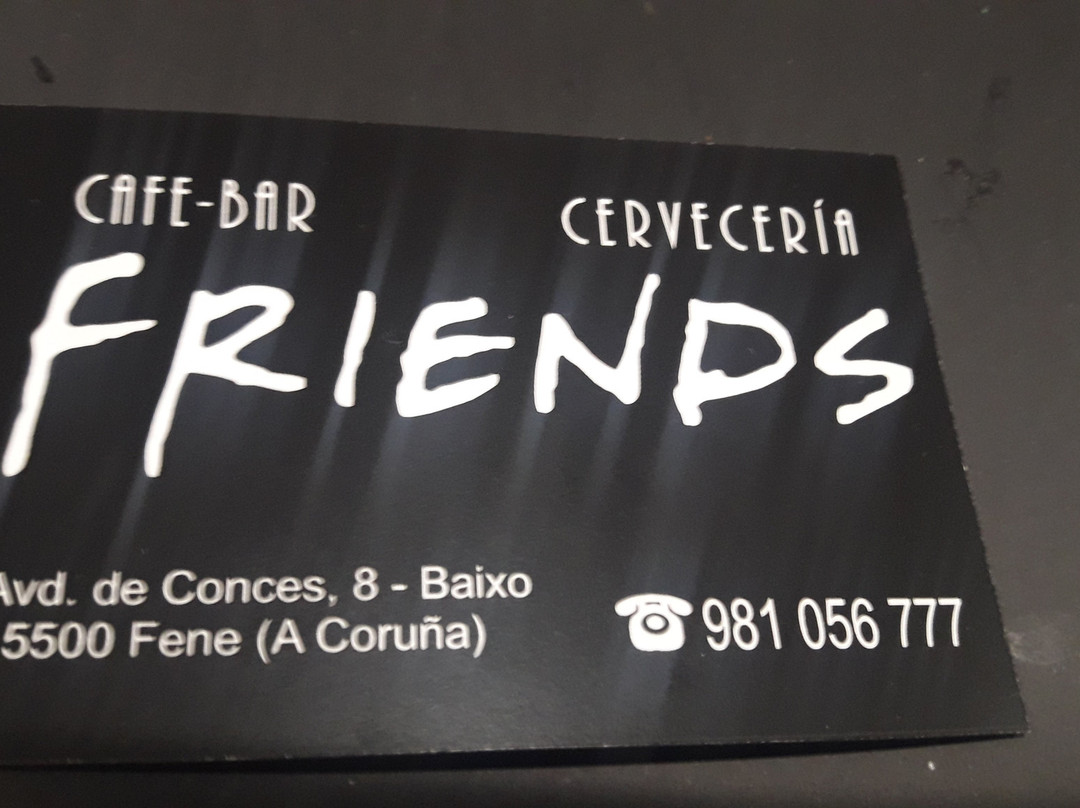 CAFE-BAR
CERVECERÍA
FRIENDS
Avd. de Conces, 8 - Baixo
5500 Fene (A Coruña)
981 056 777